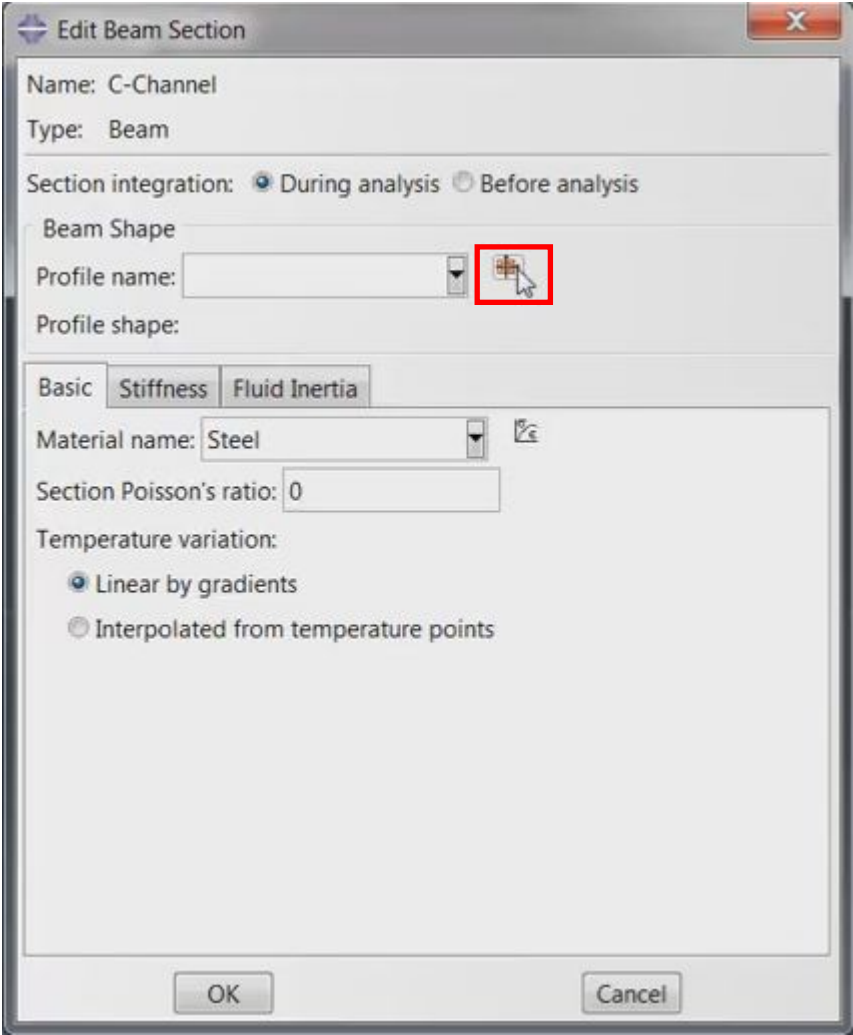 Edit Beam Section
Name: C-Channel
Type: Beam
Section integration: During analysis Before analysis
Beam Shape
Profile name:
Profile shape:
Basic Stiffness Fluid Inertia
Material name: Steel
Section Poisson's ratio: 0
Temperature variation:
Linear by gradients
Interpolated from temperature points
OK Cancel